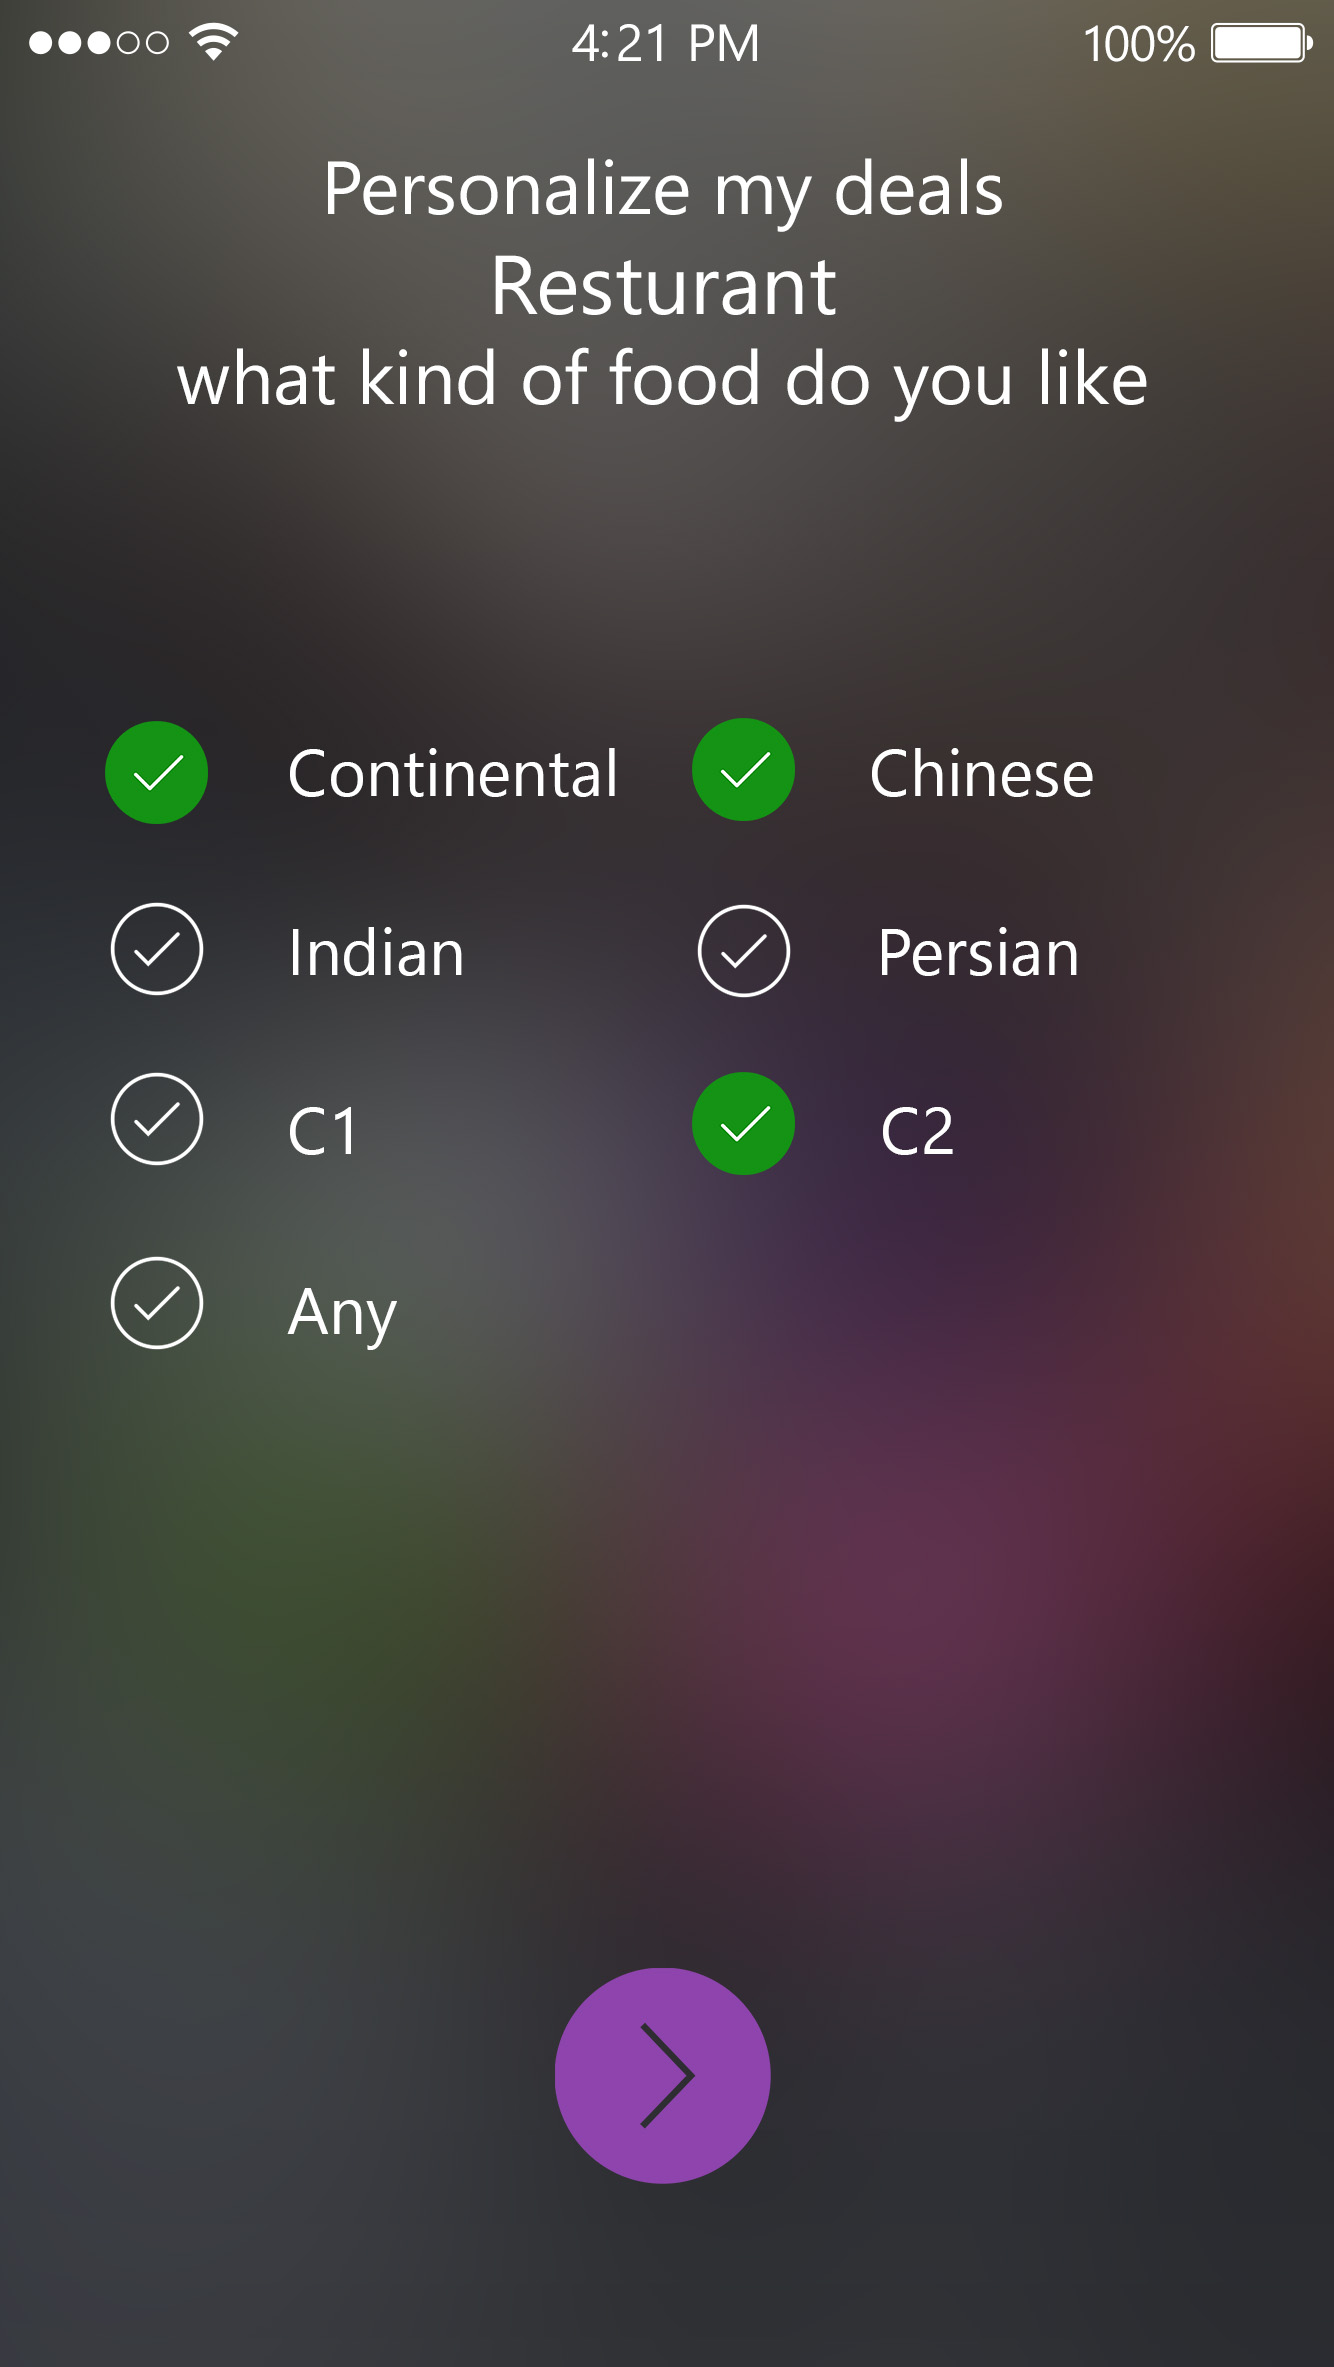 4:21 PM 100%
Personalize my deals
Resturant
what kind of food do you like
Continental Chinese
Indian Persian
C1 C2
Any